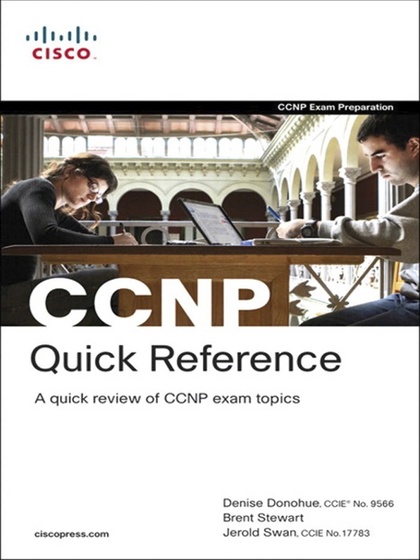 CISCO.
CCNP Exam Preparation
CCNP
Quick Reference
A quick review of CCNP exam topics
Denise Donohue, CCIE® No. 9566
Brent Stewart
Jerold Swan, CCIE No.17783
ciscopress.com